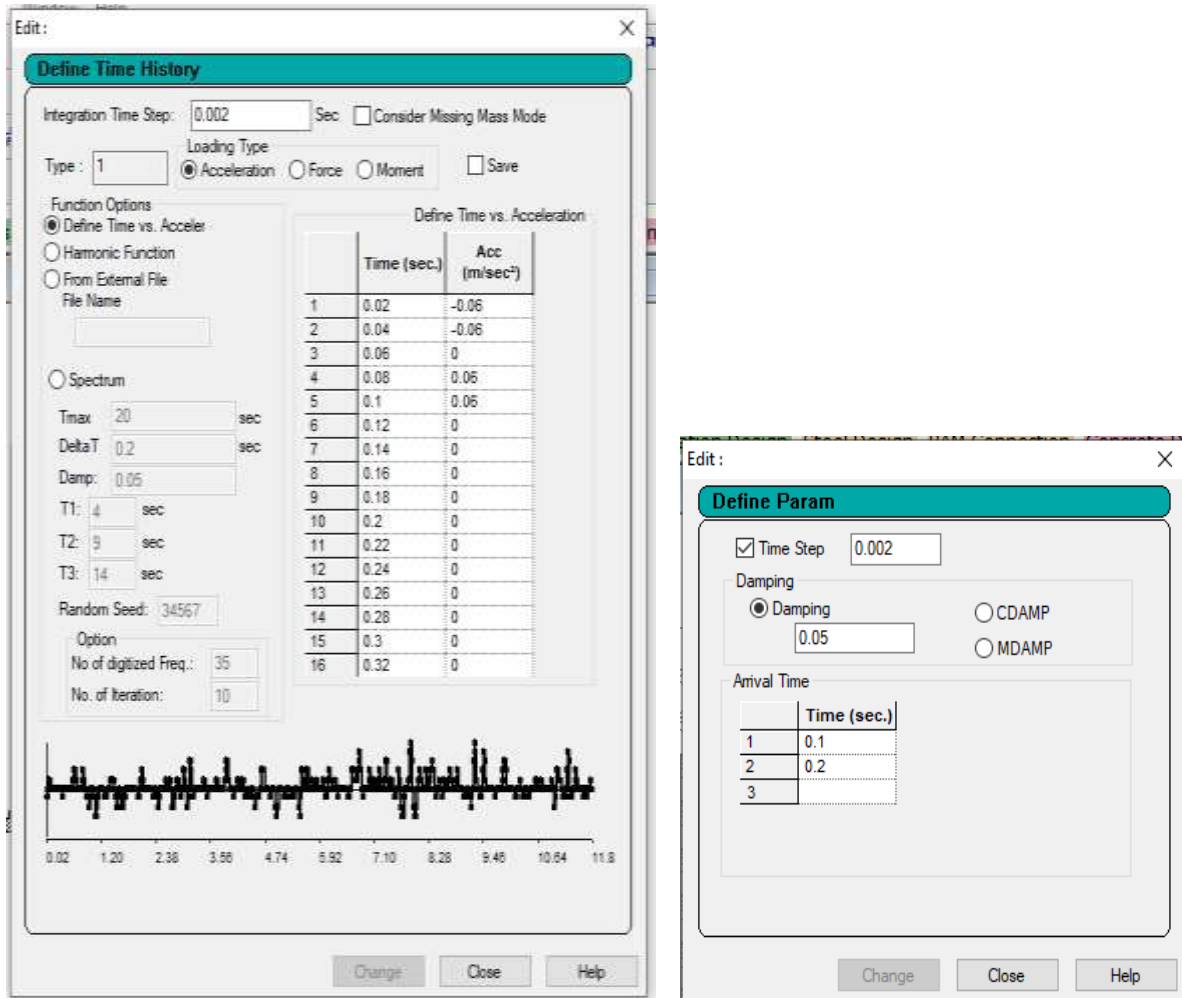 Edit :
Define Time History
Integration Time Step: 0.002 Sec Consider Missing Mass Mode
Loading Type
Type : 1 Acceleration Force Moment Save
Function Options
Define Time vs. Acceleration
Define Time vs. Acceler
Harmonic Function
From External File
File Name
Time (sec.) Acc (m/sec²)
1 0.02 -0.06
2 0.04 -0.06
3 0.06 0
4 0.08 0.06
5 0.1 0.06
6 0.12 0
7 0.14 0
8 0.16 0
9 0.18 0
10 0.2 0
11 0.22 0
12 0.24 0
13 0.26 0
14 0.28 0
15 0.3 0
16 0.32 0
Spectrum
Tmax 20 sec
Delta T 0.2 sec
Damp: 0.05
T1: 4 sec
T2: 9 sec
T3: 14 sec
Random Seed: 34567
Option
No of digitized Freq.: 35
No. of Iteration: 10
0.02 1.20 2.38 3.56 4.74 5.92 7.10 8.28 9.46 10.64 11.8
Change Close Help
Edit :
Define Param
Time Step 0.002
Damping
Damping CDAMP
0.05 MDAMP
Arrival Time
Time (sec.)
1 0.1
2 0.2
3
Change Close Help